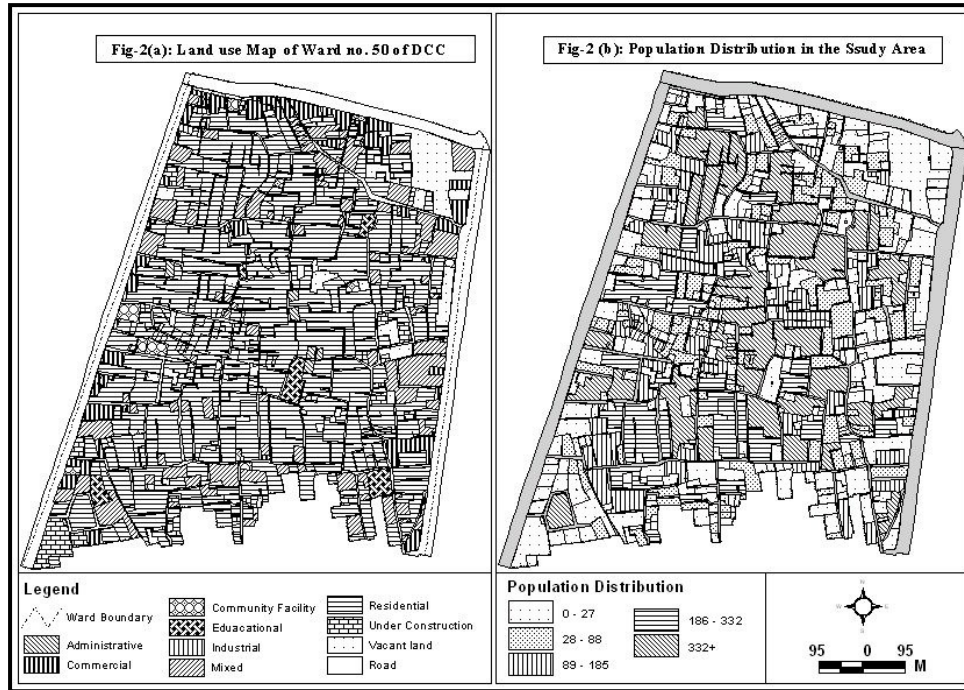 Fig-2(a): Land use Map of Ward no. 50 of DCC
Legend
Ward Boundary
Administrative
Commercial
Community Facility
Eduacational
Industrial
Mixed
Residential
Under Construction
Vacant land
Road
Fig-2 (b): Population Distribution in the Ssudy Area
Population Distribution
0 - 27
28 - 88
89 - 185
186 - 332
332+
N
W
E
S
95 0 95
M